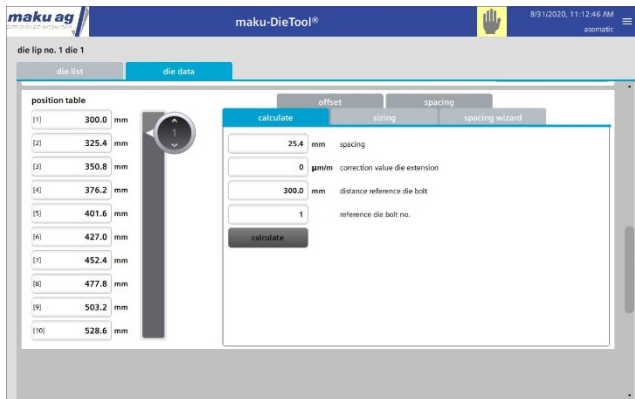 maku ag
maku-DieTool®
8/31/2020, 11:12:46 AM
asomatic
die lip no. 1 die 1
die list
die data
position table
[1] 300.0 mm
[2] 325.4 mm
[3] 350.8 mm
[4] 376.2 mm
[5] 401.6 mm
[6] 427.0 mm
[7] 452.4 mm
[8] 477.8 mm
[9] 503.2 mm
[10] 528.6 mm
1
offset
spacing
calculate
sizing
spacing wizard
25.4 mm spacing
0 µm/m correction value die extension
300.0 mm distance reference die bolt
1 reference die bolt no.
calculate